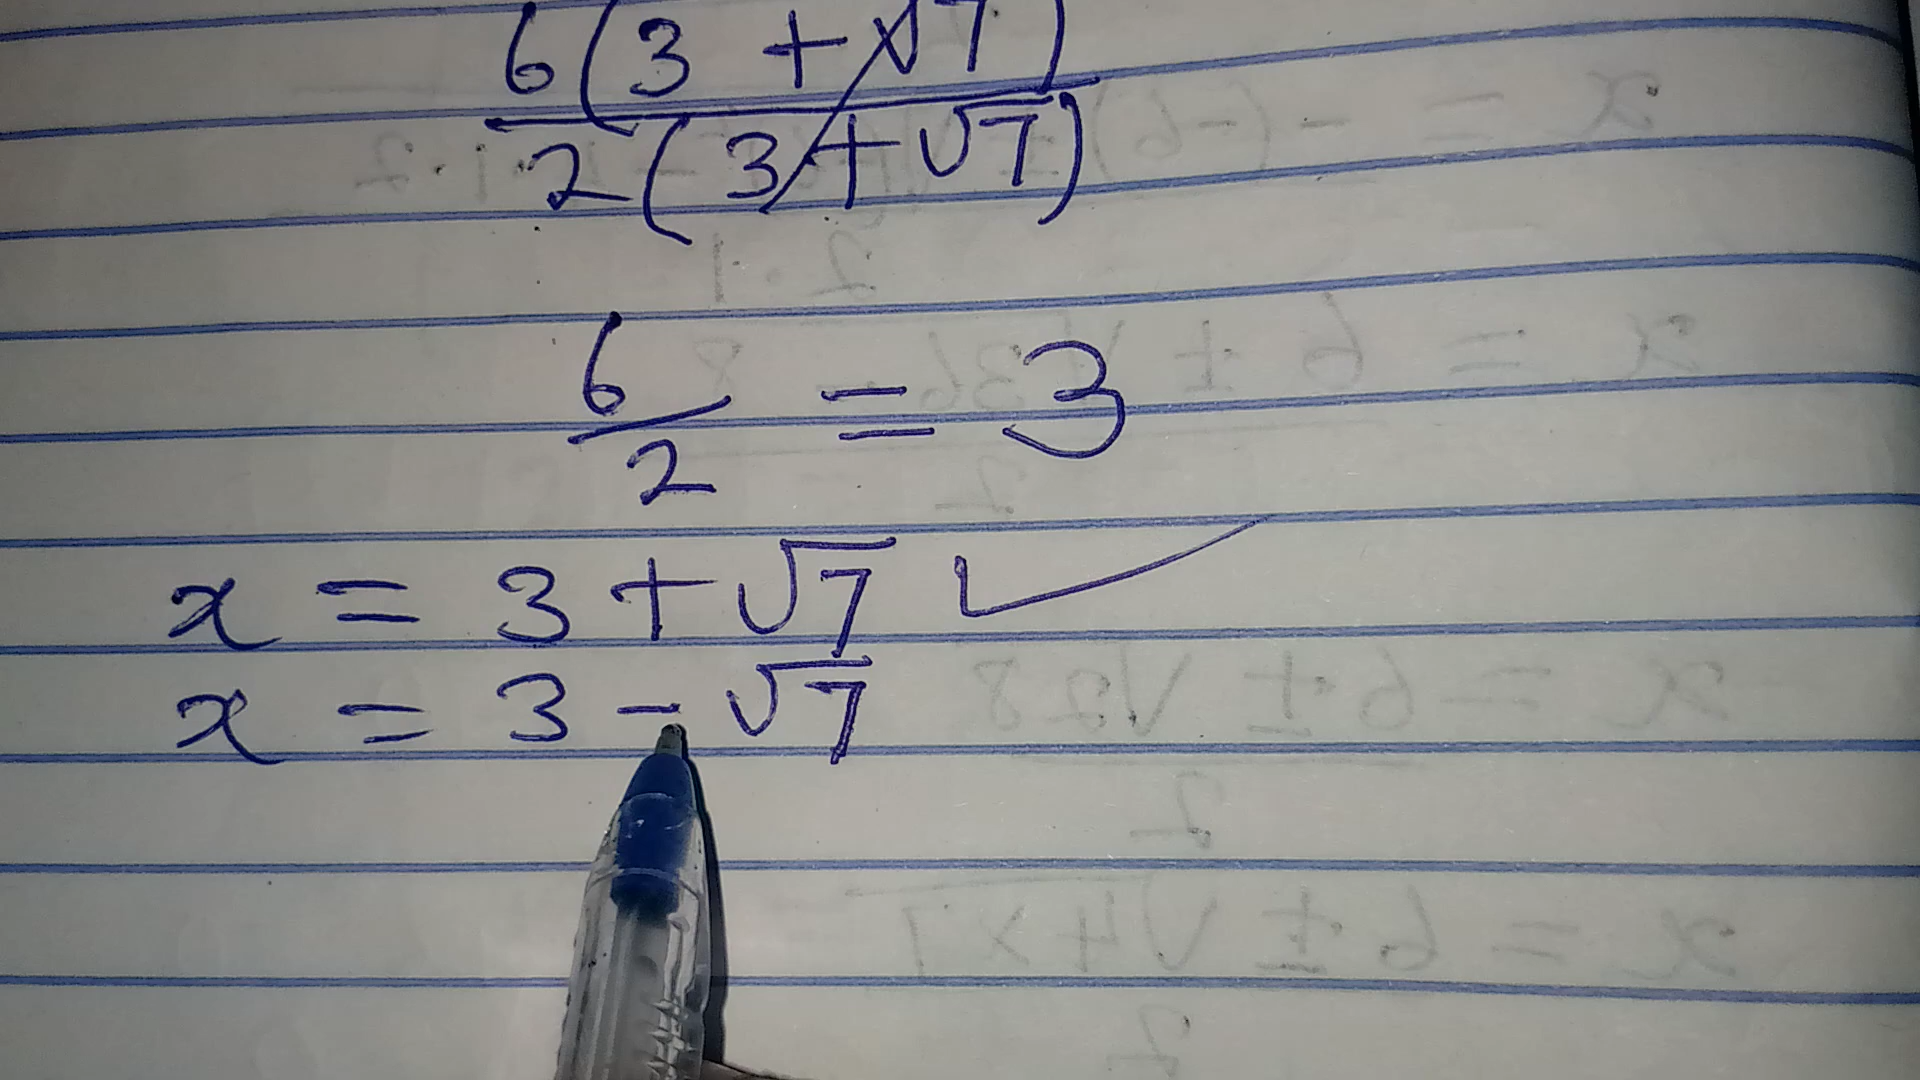 6(3 + √7)
2(3 + √7)
6/2 = 3
x = 3 + √7 ✓
x = 3 - √7